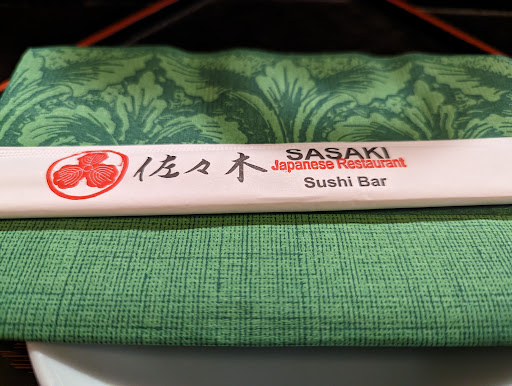 佐々木
SASAKI
Japanese Restaurant
Sushi Bar